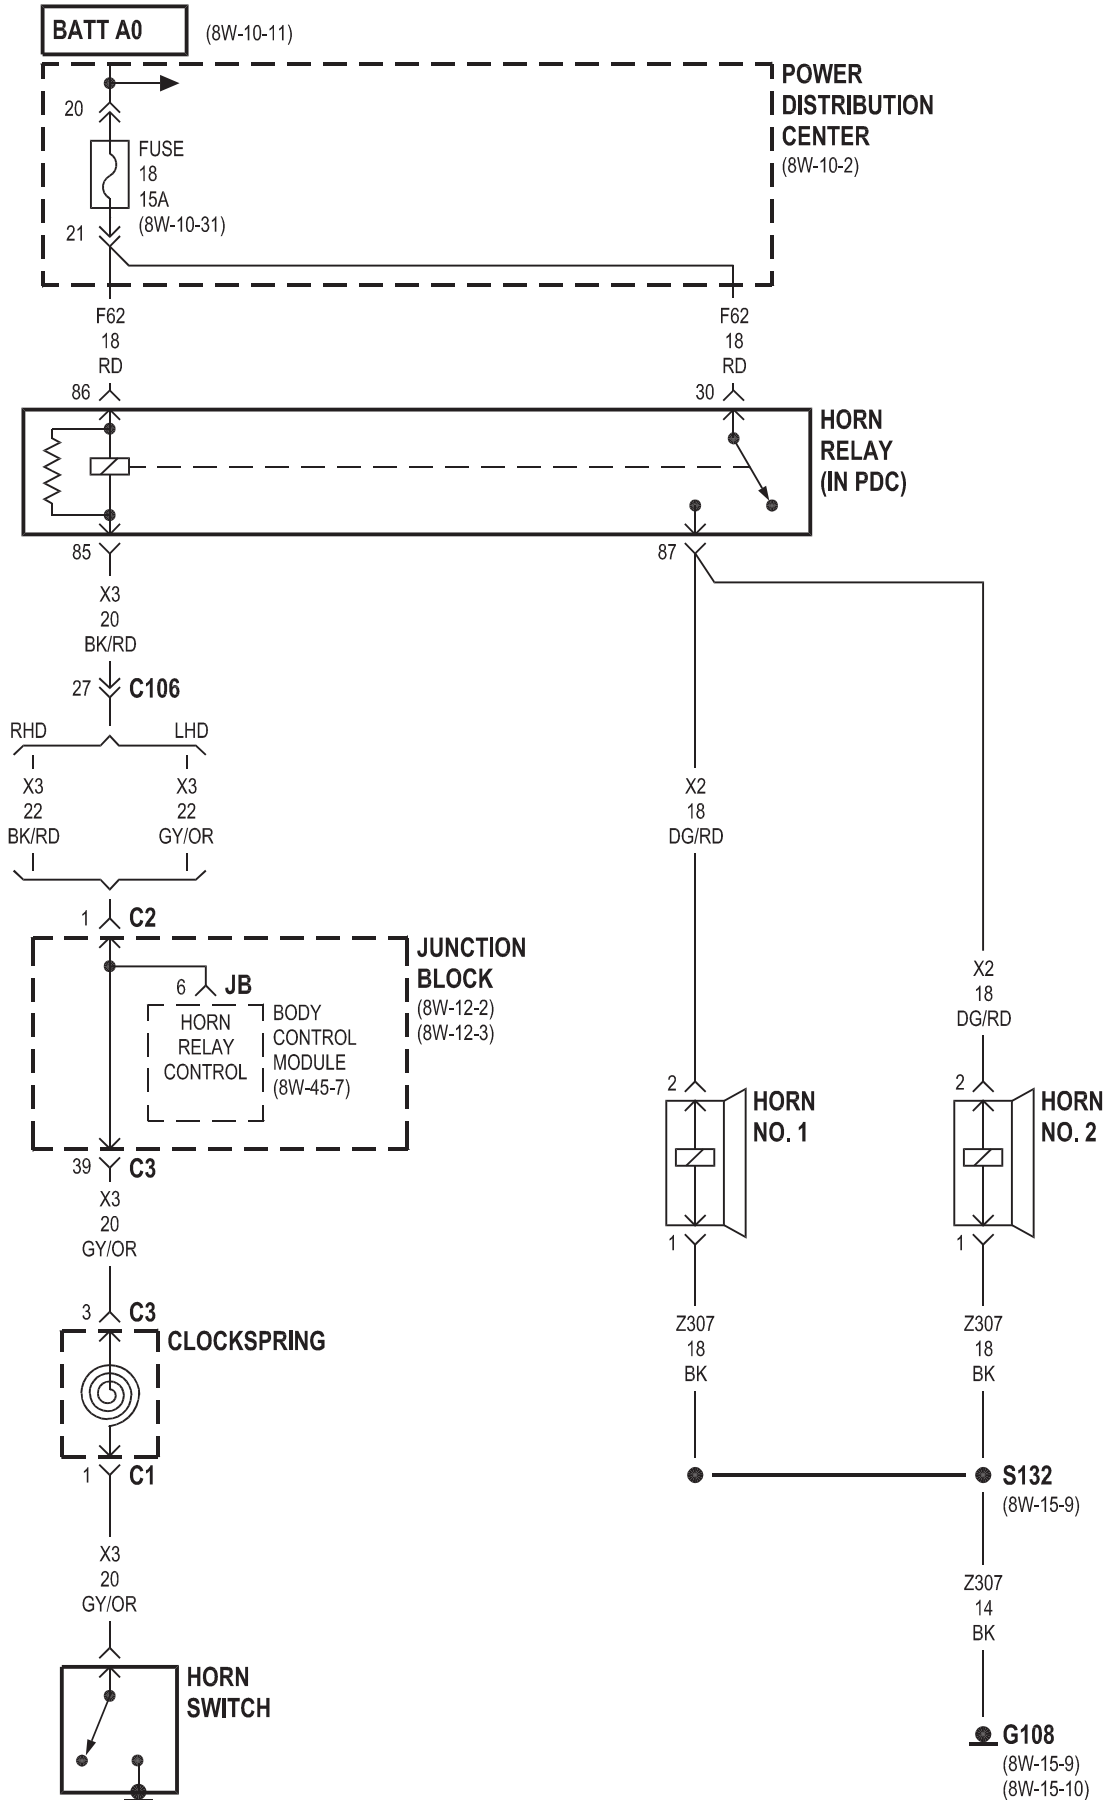 BATT A0
(8W-10-11)
POWER
DISTRIBUTION
CENTER
(8W-10-2)
20
FUSE
18
15A
(8W-10-31)
21
F62
18
RD
F62
18
RD
86
30
HORN
RELAY
(IN PDC)
85
87
X3
20
BK/RD
27
C106
RHD
LHD
X3
22
BK/RD
X3
22
GY/OR
X2
18
DG/RD
1
C2
JUNCTION
BLOCK
(8W-12-2)
(8W-12-3)
6
JB
HORN
RELAY
CONTROL
BODY
CONTROL
MODULE
(8W-45-7)
X2
18
DG/RD
2
HORN
NO. 1
2
HORN
NO. 2
39
C3
X3
20
GY/OR
1
1
3
C3
CLOCKSPRING
Z307
18
BK
Z307
18
BK
1
C1
S132
(8W-15-9)
X3
20
GY/OR
Z307
14
BK
HORN
SWITCH
G108
(8W-15-9)
(8W-15-10)